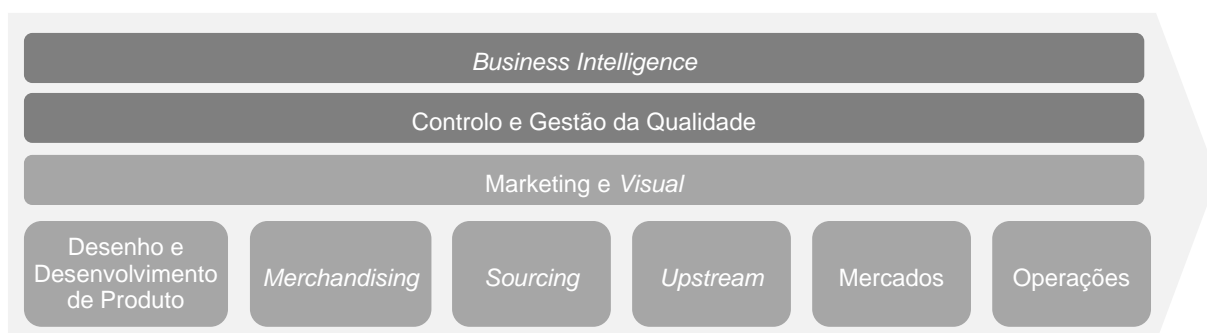 Business Intelligence
Controlo e Gestão da Qualidade
Marketing e Visual
Desenho e
Desenvolvimento
de Produto
Merchandising
Sourcing
Upstream
Mercados
Operações